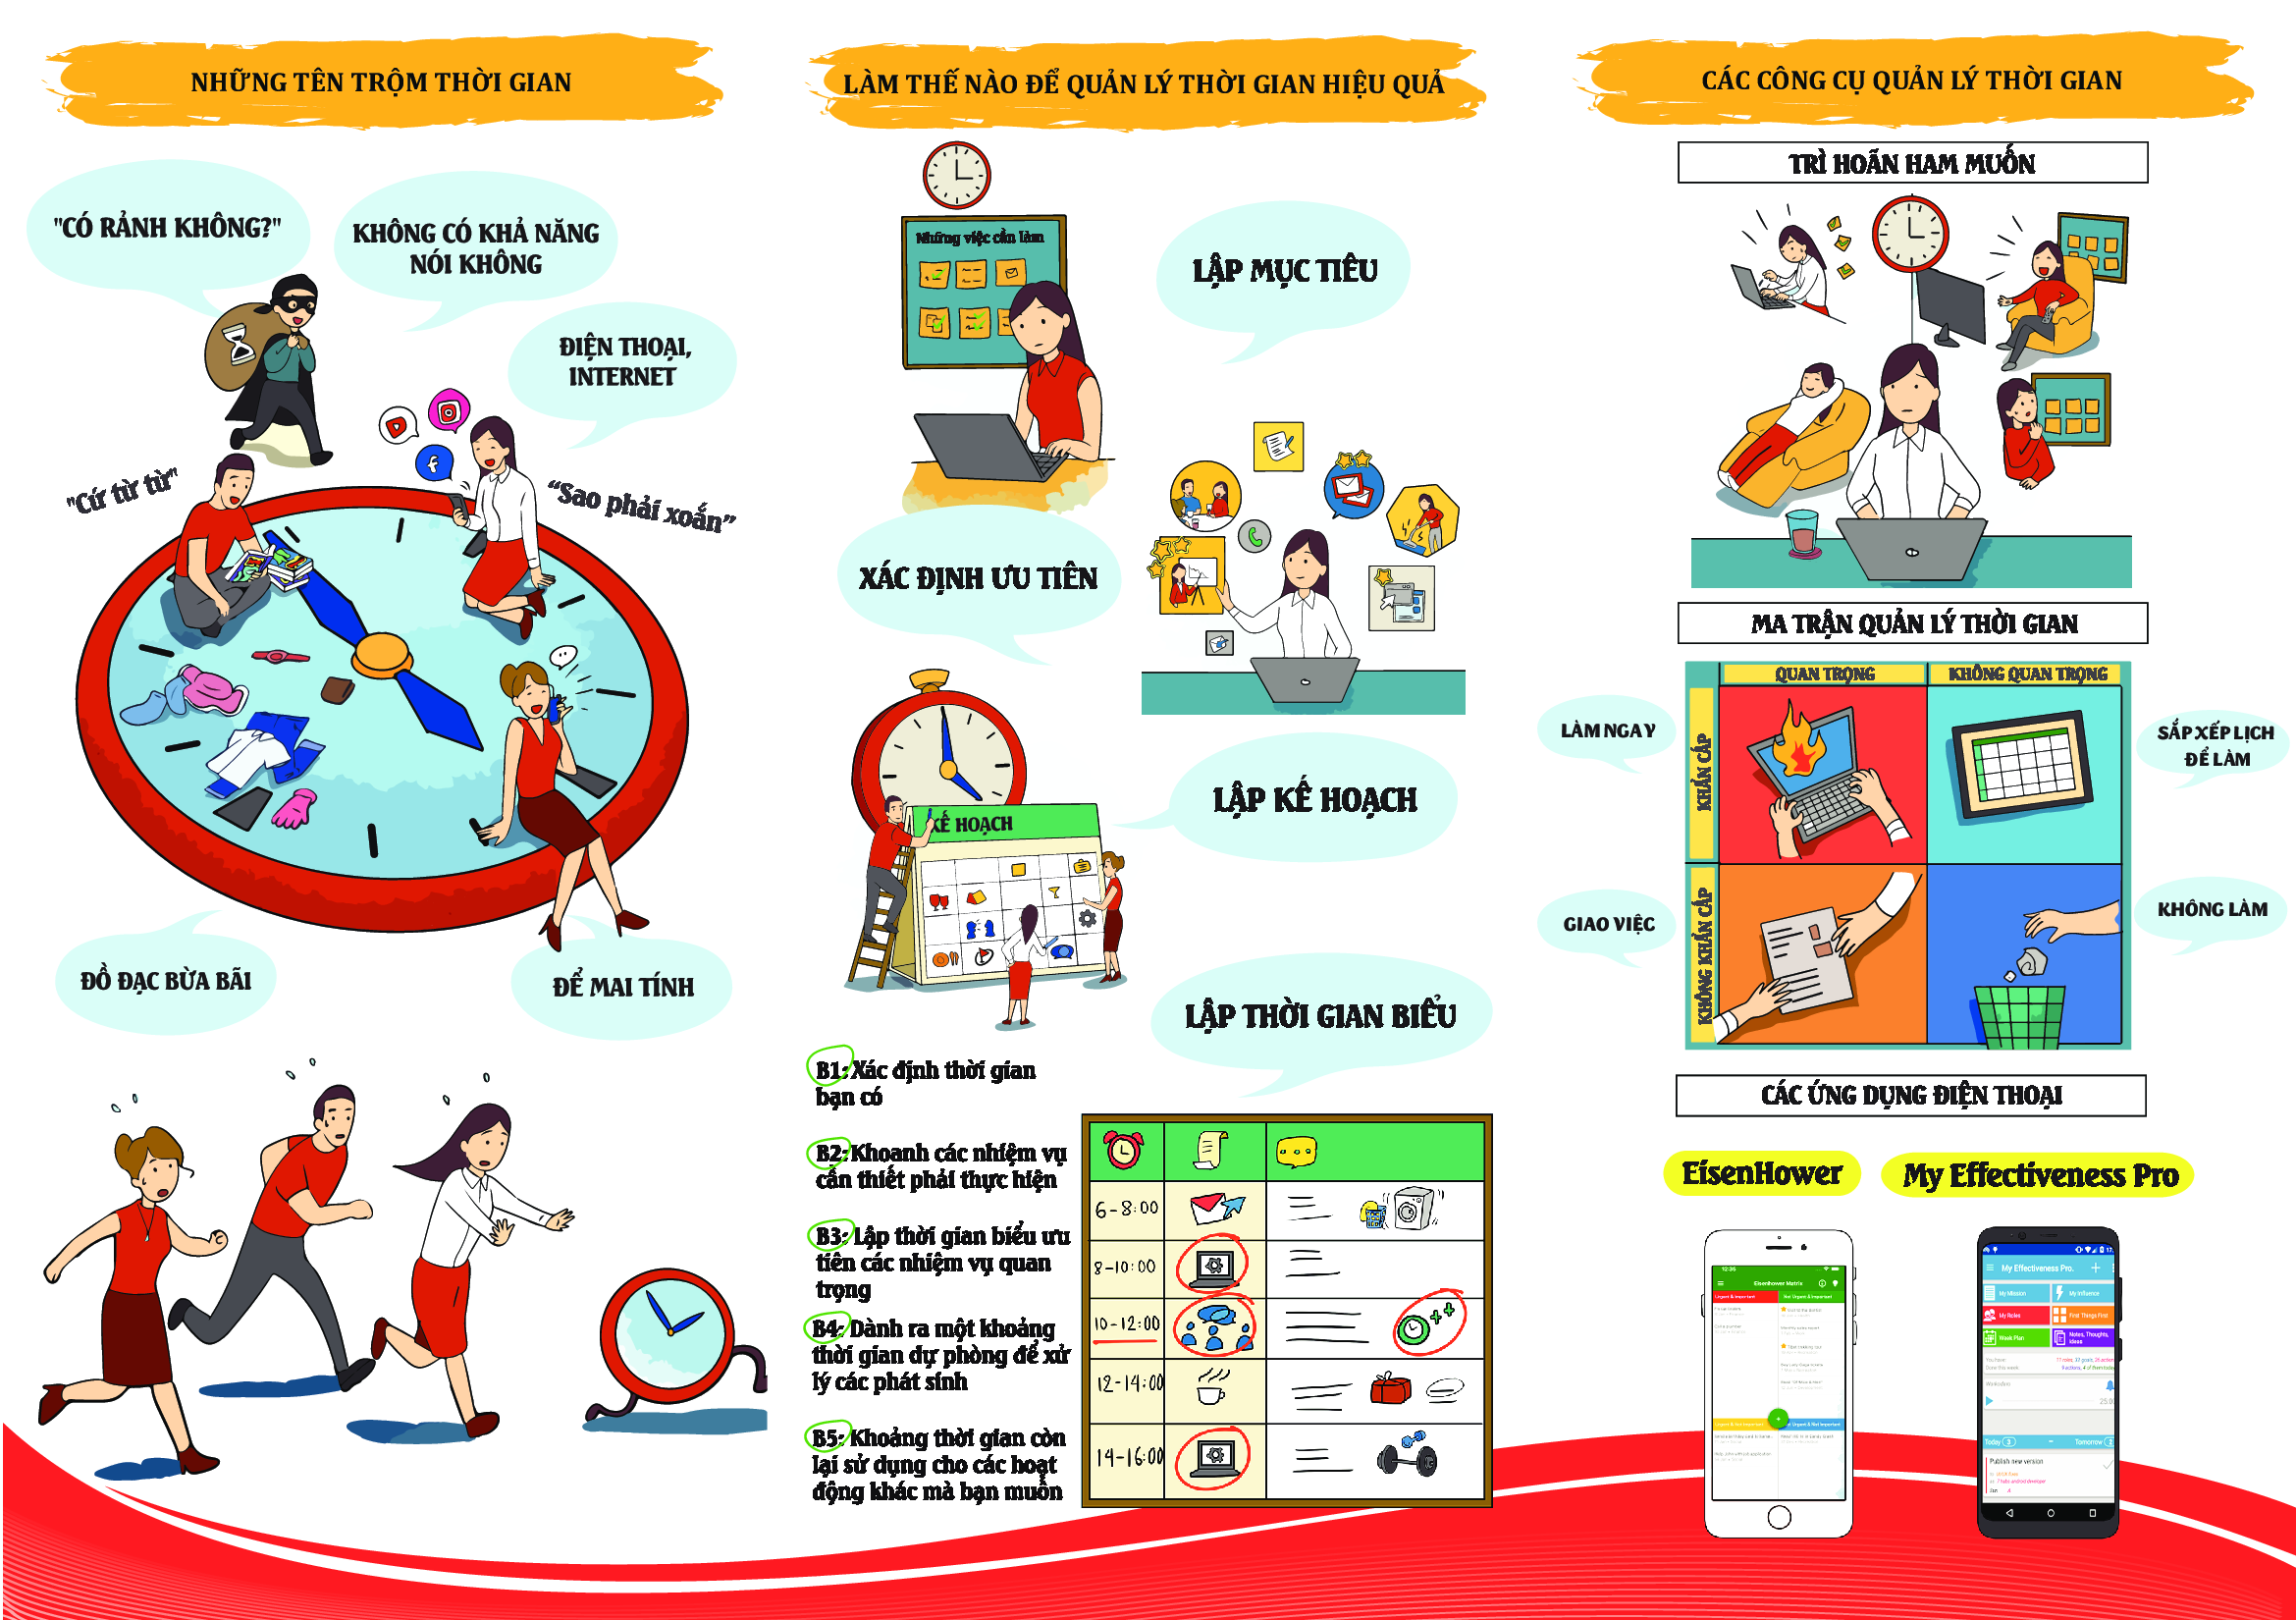 NHỮNG TÊN TRỘM THỜI GIAN
"CÓ RẢNH KHÔNG?"
KHÔNG CÓ KHẢ NĂNG
NÓI KHÔNG
ĐIỆN THOẠI,
INTERNET
"Cứ từ từ"
“Sao phải xoắn”
ĐỒ ĐẠC BỪA BÃI
ĐỂ MAI TÍNH
LÀM THẾ NÀO ĐỂ QUẢN LÝ THỜI GIAN HIỆU QUẢ
Những việc cần làm
LẬP MỤC TIÊU
XÁC ĐỊNH ƯU TIÊN
LẬP KẾ HOẠCH
KẾ HOẠCH
LẬP THỜI GIAN BIỂU
B1: Xác định thời gian
bạn có
B2: Khoanh các nhiệm vụ
cần thiết phải thực hiện
B3: Lập thời gian biểu ưu
tiên các nhiệm vụ quan
trọng
B4: Dành ra một khoảng
thời gian dự phòng để xử
lý các phát sinh
B5: Khoảng thời gian còn
lại sử dụng cho các hoạt
động khác mà bạn muốn
6-8:00
8-10:00
10-12:00
12-14:00
14-16:00
CÁC CÔNG CỤ QUẢN LÝ THỜI GIAN
TRÌ HOÃN HAM MUỐN
MA TRẬN QUẢN LÝ THỜI GIAN
QUAN TRỌNG
KHÔNG QUAN TRỌNG
KHẨN CẤP
KHÔNG KHẨN CẤP
LÀM NGAY
SẮP XẾP LỊCH
ĐỂ LÀM
GIAO VIỆC
KHÔNG LÀM
CÁC ỨNG DỤNG ĐIỆN THOẠI
EisenHower
My Effectiveness Pro
Eisenhower Matrix
Urgent & Important
Not Urgent & Important
My Effectiveness Pro.
My Mission
My Influence
My Roles
First Things First
Week Plan
Notes, Thoughts,
Ideas
Today
Tomorrow
Publish new version